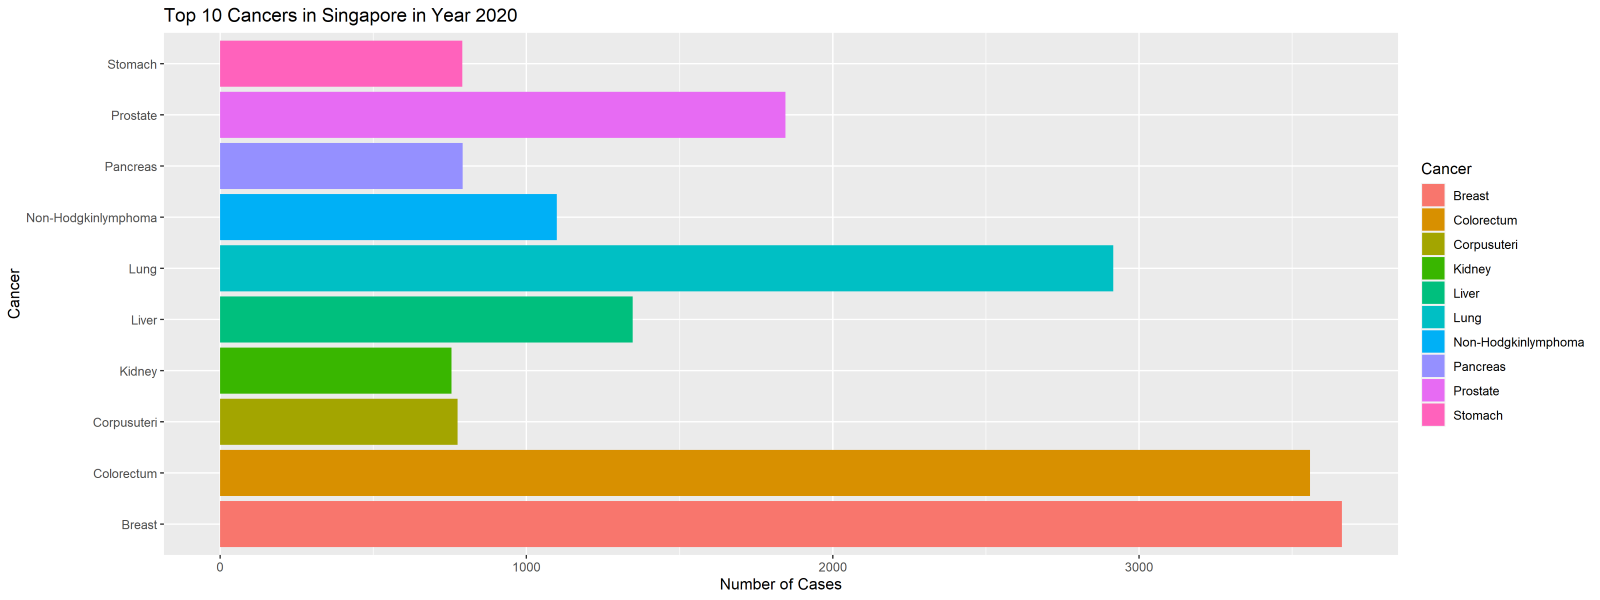 Top 10 Cancers in Singapore in Year 2020
Cancer
Stomach
Prostate
Pancreas
Non-Hodgkinlymphoma
Lung
Liver
Kidney
Corpusuteri
Colorectum
Breast
0 1000 2000 3000
Number of Cases
Cancer
Breast
Colorectum
Corpusuteri
Kidney
Liver
Lung
Non-Hodgkinlymphoma
Pancreas
Prostate
Stomach